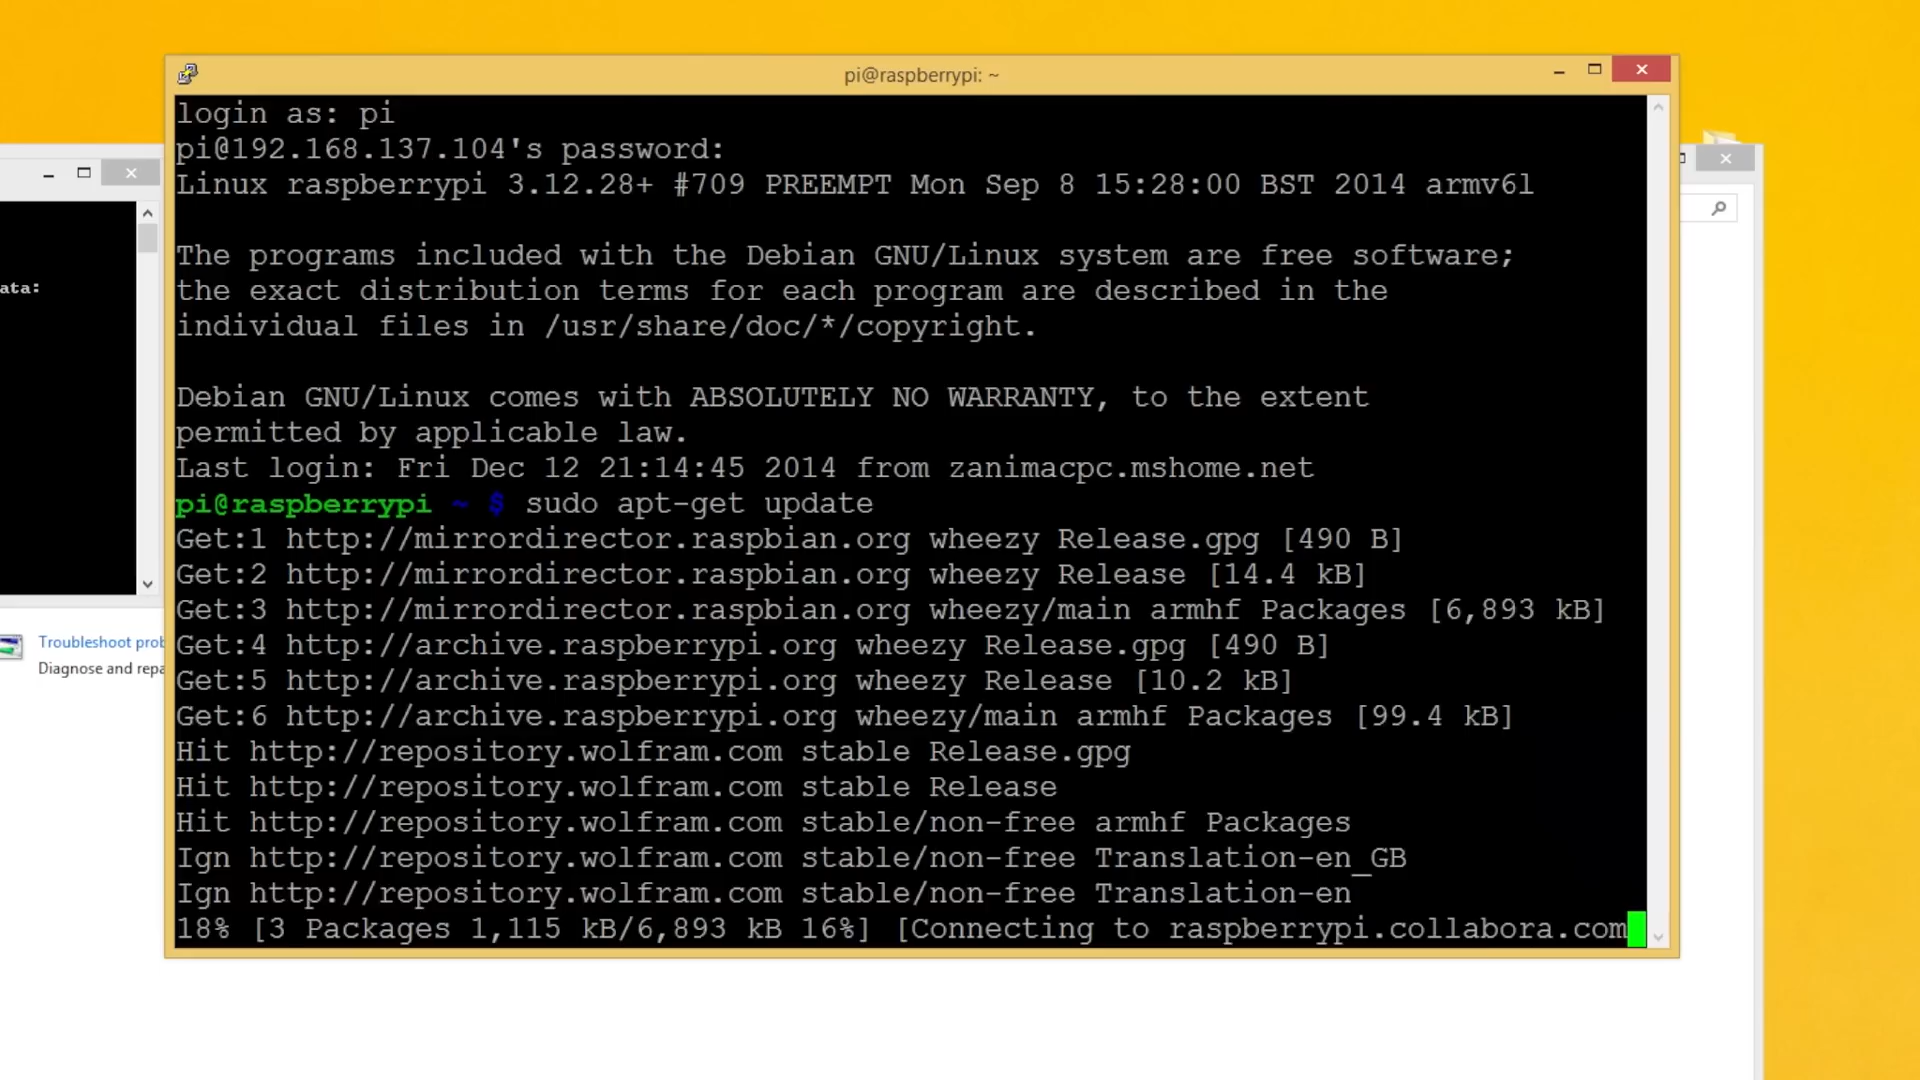 pi@raspberrypi: ~
login as: pi
pi@192.168.137.104's password:
Linux raspberrypi 3.12.28+ #709 PREEMPT Mon Sep 8 15:28:00 BST 2014 armv6l
The programs included with the Debian GNU/Linux system are free software;
the exact distribution terms for each program are described in the
individual files in /usr/share/doc/*/copyright.
Debian GNU/Linux comes with ABSOLUTELY NO WARRANTY, to the extent
permitted by applicable law.
Last login: Fri Dec 12 21:14:45 2014 from zanimacpc.mshome.net
pi@raspberrypi ~ $ sudo apt-get update
Get:1 http://mirrordirector.raspbian.org wheezy Release.gpg [490 B]
Get:2 http://mirrordirector.raspbian.org wheezy Release [14.4 kB]
Get:3 http://mirrordirector.raspbian.org wheezy/main armhf Packages [6,893 kB]
Get:4 http://archive.raspberrypi.org wheezy Release.gpg [490 B]
Get:5 http://archive.raspberrypi.org wheezy Release [10.2 kB]
Get:6 http://archive.raspberrypi.org wheezy/main armhf Packages [99.4 kB]
Hit http://repository.wolfram.com stable Release.gpg
Hit http://repository.wolfram.com stable Release
Hit http://repository.wolfram.com stable/non-free armhf Packages
Ign http://repository.wolfram.com stable/non-free Translation-en_GB
Ign http://repository.wolfram.com stable/non-free Translation-en
18% [3 Packages 1,115 kB/6,893 kB 16%] [Connecting to raspberrypi.collabora.com
ata:
Troubleshoot prob
Diagnose and repa